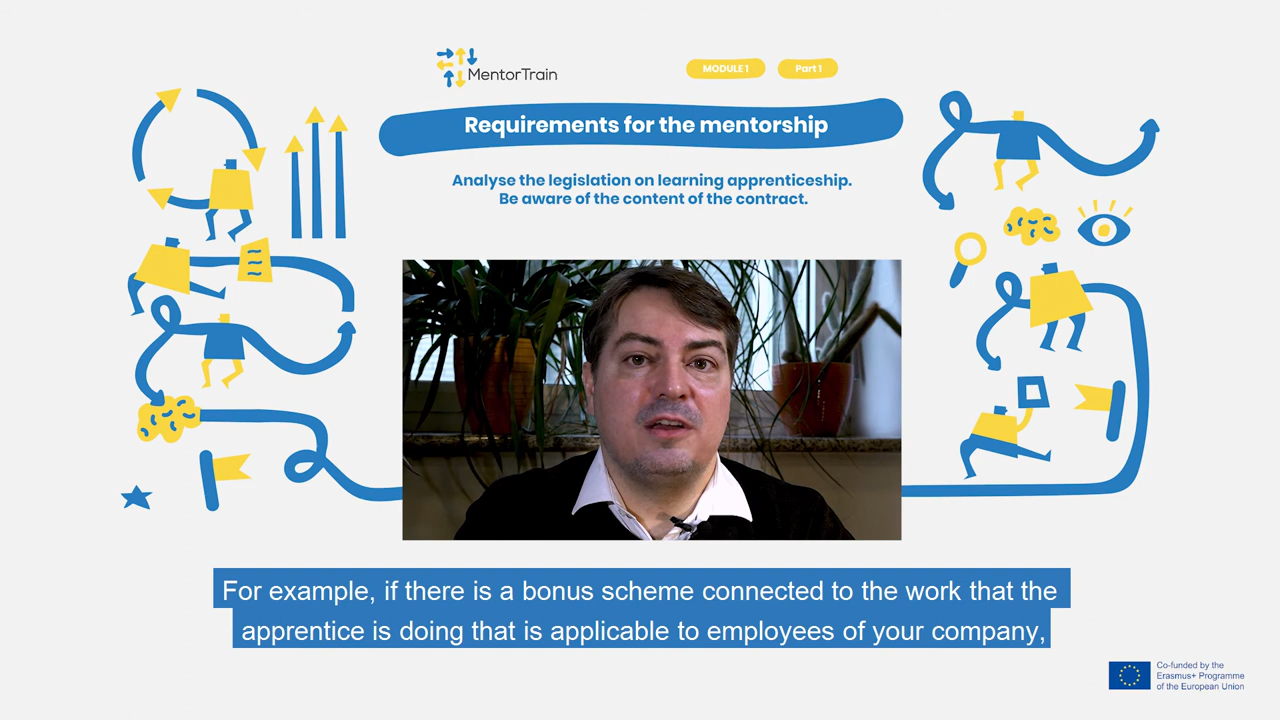 MentorTrain
MODULE 1
Part 1
Requirements for the mentorship
Analyse the legislation on learning apprenticeship.
Be aware of the content of the contract.
For example, if there is a bonus scheme connected to the work that the
apprentice is doing that is applicable to employees of your company,
Co-funded by the
Erasmus+ Programme
of the European Union